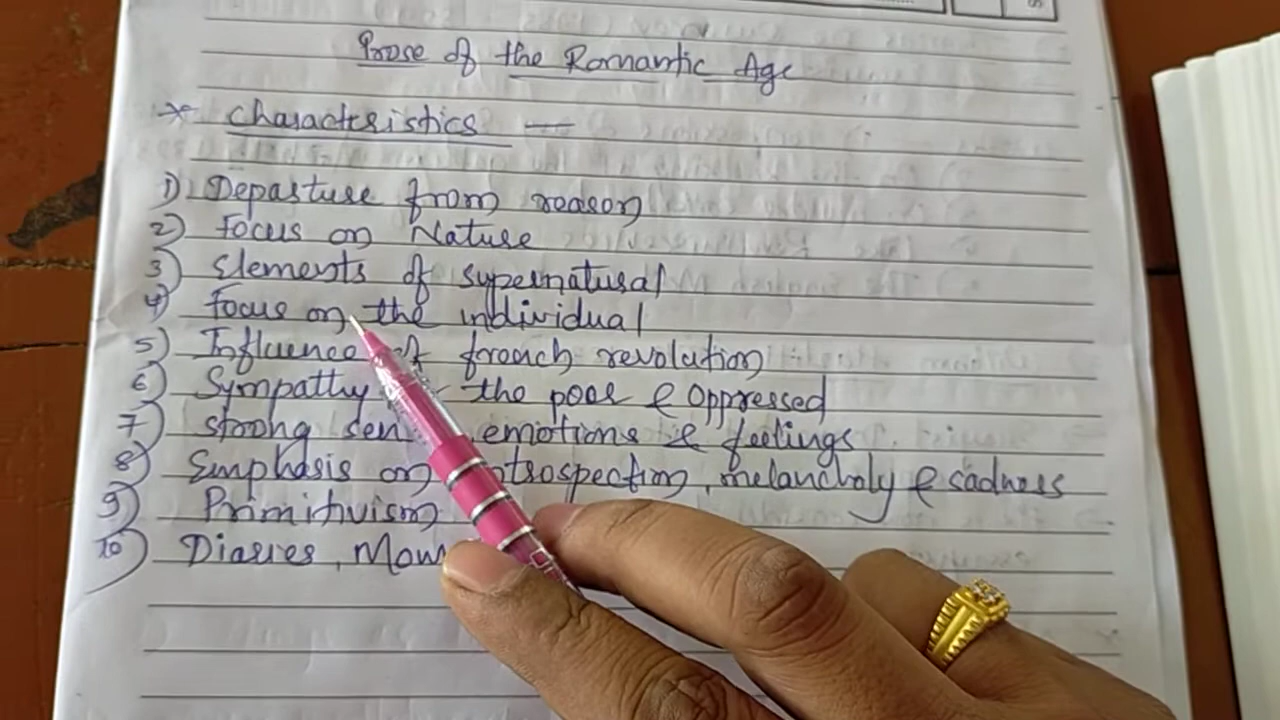 Prose of the Romantic Age
* Characteristics —
1) Departure from reason
2) Focus on Nature
3) Elements of supernatural
4) Focus on the individual
5) Influence of french revolution
6) Sympathy the poor & Oppressed
7) strong emotions & feelings
8) Emphasis on melancholy & sadness
9) Primitivism
10) Diaries,